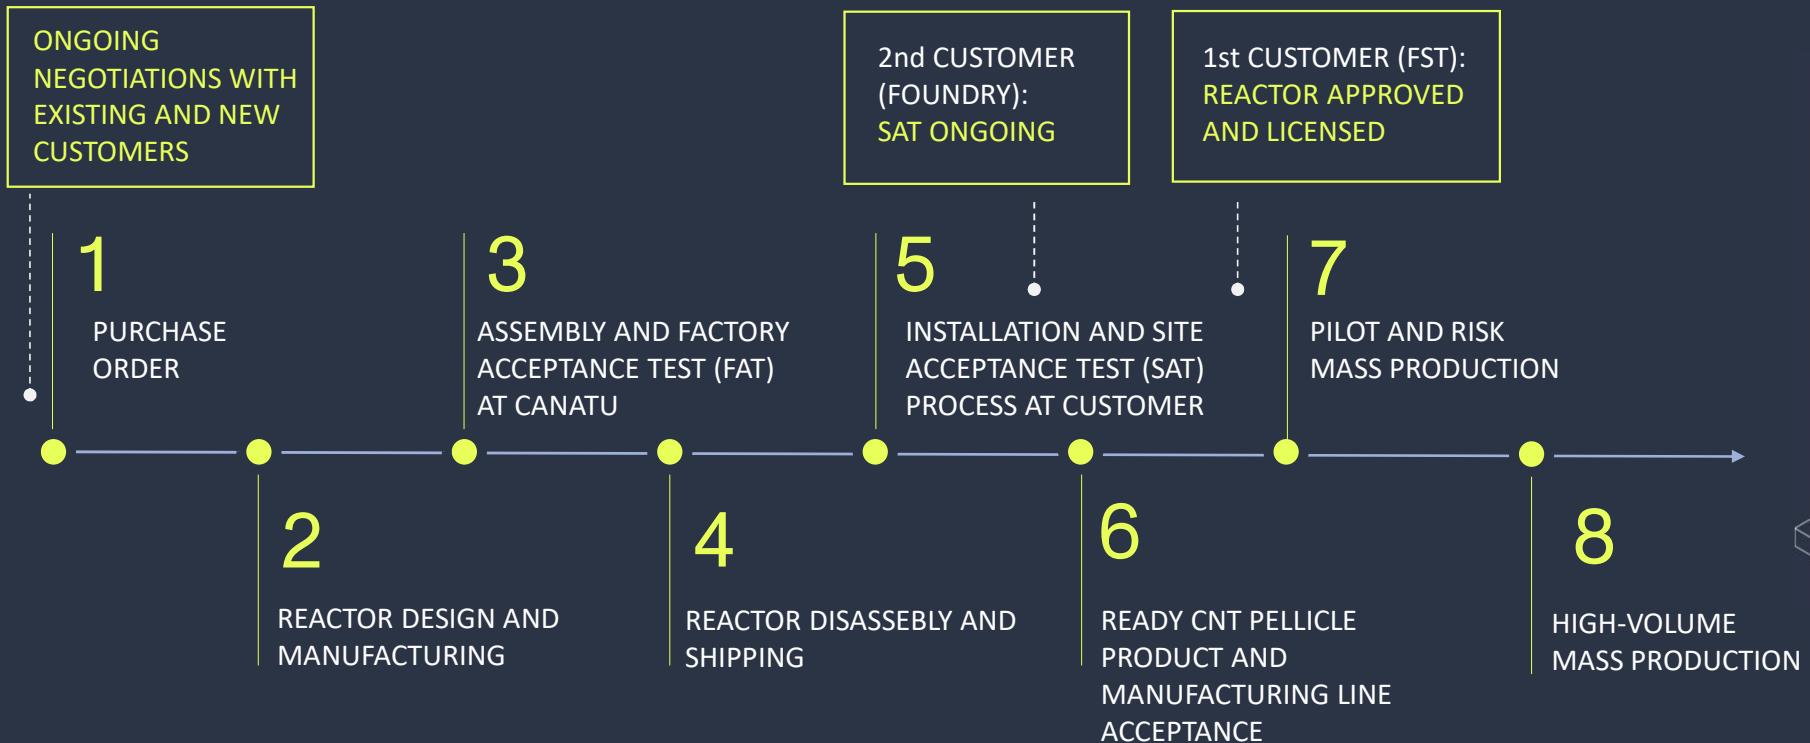 ONGOING
NEGOTIATIONS WITH
EXISTING AND NEW
CUSTOMERS
2nd CUSTOMER
(FOUNDRY):
SAT ONGOING
1st CUSTOMER (FST):
REACTOR APPROVED
AND LICENSED
1
PURCHASE
ORDER
3
ASSEMBLY AND FACTORY
ACCEPTANCE TEST (FAT)
AT CANATU
5
INSTALLATION AND SITE
ACCEPTANCE TEST (SAT)
PROCESS AT CUSTOMER
7
PILOT AND RISK
MASS PRODUCTION
2
REACTOR DESIGN AND
MANUFACTURING
4
REACTOR DISASSEBLY AND
SHIPPING
6
READY CNT PELLICLE
PRODUCT AND
MANUFACTURING LINE
ACCEPTANCE
8
HIGH-VOLUME
MASS PRODUCTION